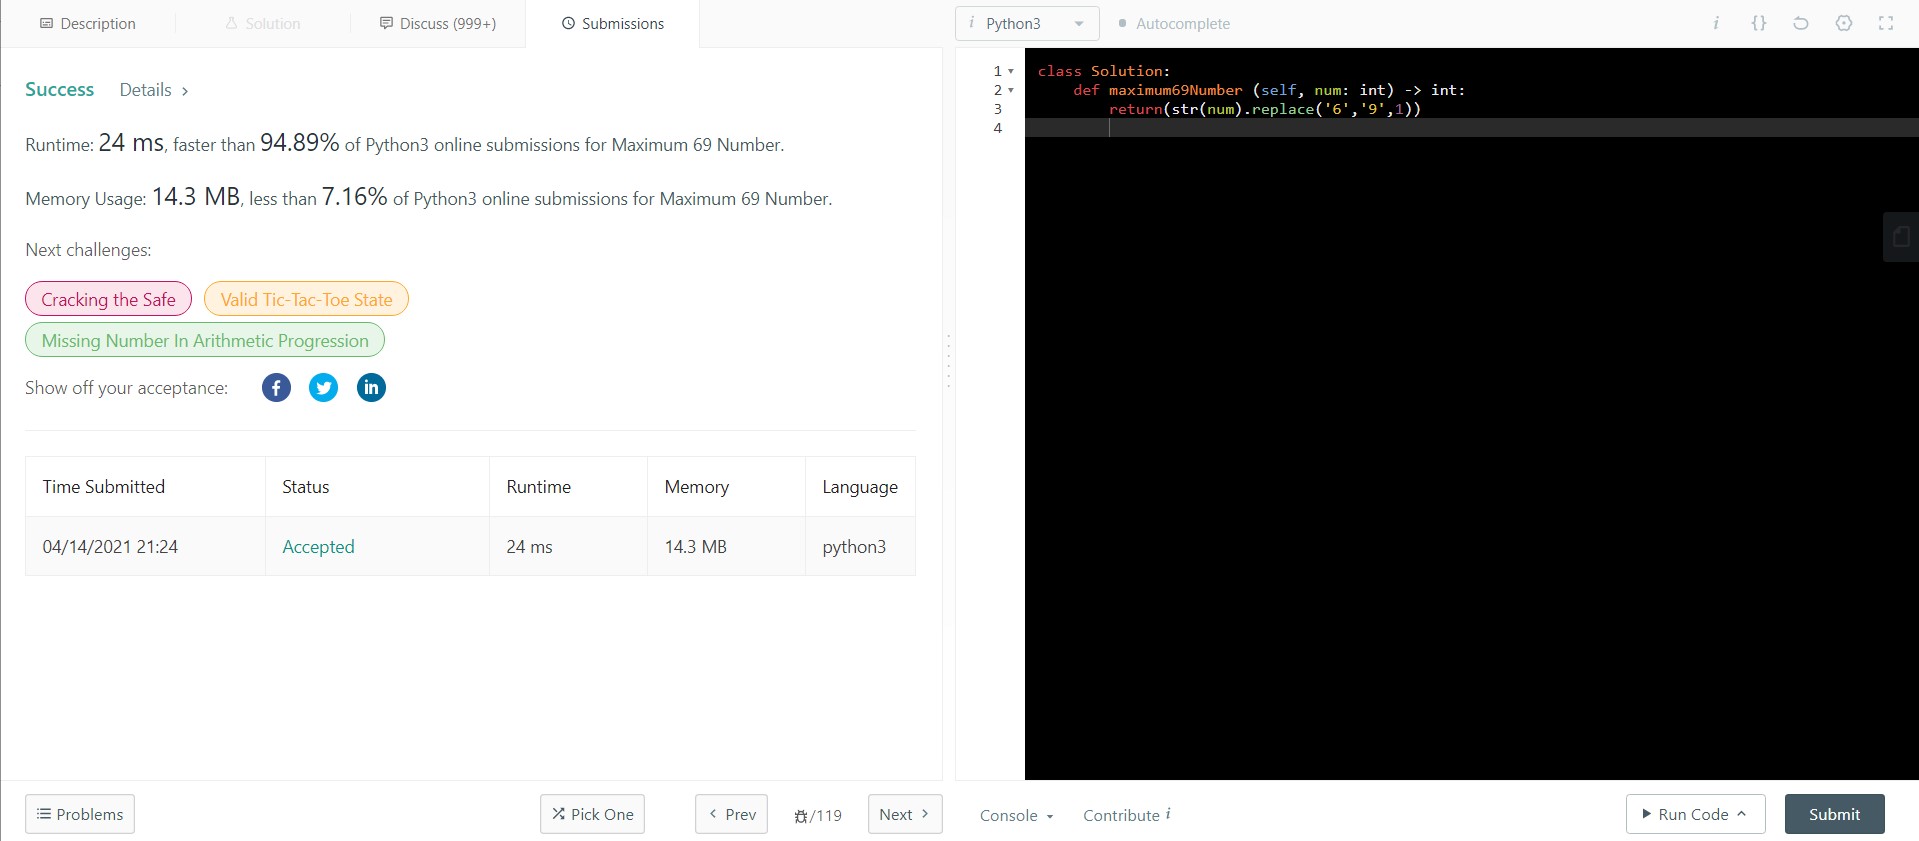 Description
Solution
Discuss (999+)
Submissions
i Python3
Autocomplete
i {}
Success Details >
Runtime: 24 ms, faster than 94.89% of Python3 online submissions for Maximum 69 Number.
Memory Usage: 14.3 MB, less than 7.16% of Python3 online submissions for Maximum 69 Number.
Next challenges:
Cracking the Safe
Valid Tic-Tac-Toe State
Missing Number In Arithmetic Progression
Show off your acceptance: f in
Time Submitted Status Runtime Memory Language
04/14/2021 21:24 Accepted 24 ms 14.3 MB python3
1 class Solution:
2 def maximum69Number (self, num: int) -> int:
3 return(str(num).replace('6','9',1))
4
Problems
Pick One
< Prev
/119
Next >
Console
Contribute i
Run Code
Submit